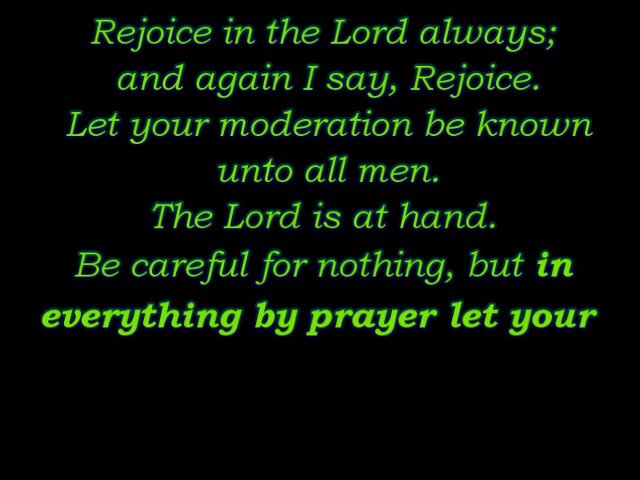 Rejoice in the Lord always;
and again I say, Rejoice.
Let your moderation be known
unto all men.
The Lord is at hand.
Be careful for nothing, but in
everything by prayer let your